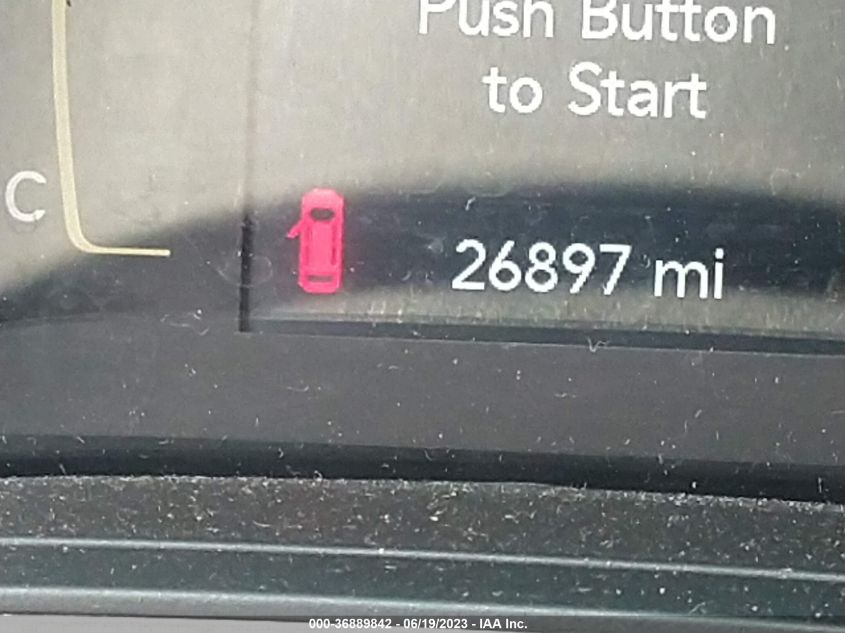 Push Button
to Start
C
26897 mi
000-36889842 - 06/19/2023 - IAA Inc.